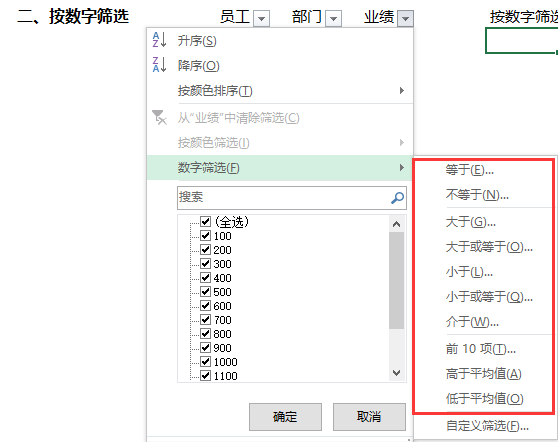 二、按数字筛选 员工 部门 业绩 按数字筛选
升序(S)
降序(O)
按颜色排序(T)
从“业绩”中清除筛选(C)
按颜色筛选(I)
数字筛选(F)
搜索
(全选)
100
200
300
400
500
600
700
800
900
1000
1100
确定 取消
等于(E)...
不等于(N)...
大于(G)...
大于或等于(O)...
小于(L)...
小于或等于(Q)...
介于(W)...
前 10 项(T)...
高于平均值(A)
低于平均值(O)
自定义筛选(F)...